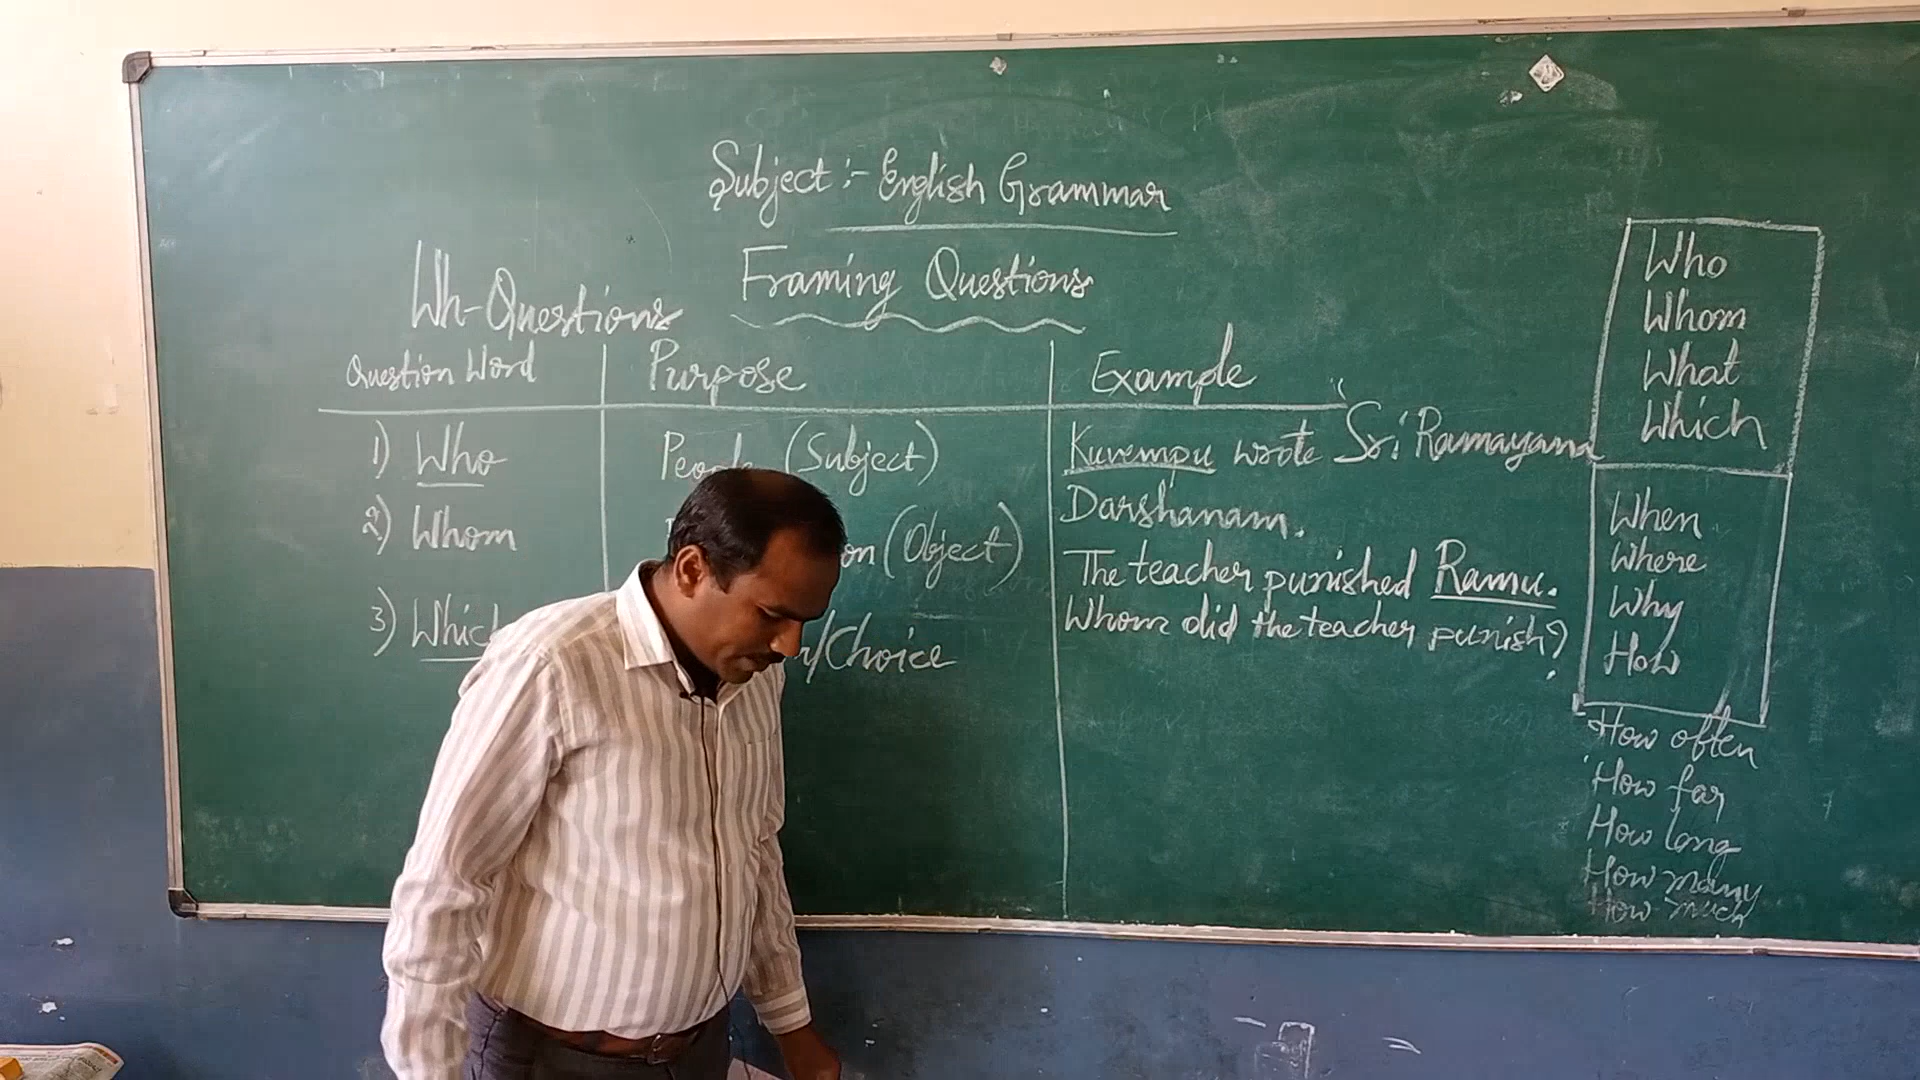 Subject :- English Grammar
Framing Questions
Wh-Questions
Question Word Purpose Example
1) Who (Subject) Kuvempu wrote "Sri Ramayana
Darshanam.
2) Whom (Object) The teacher punished Ramu.
Whom did the teacher punish?
3) /Choice
Who
Whom
What
Which
When
Where
Why
How
How often
How far
How long
How many
How much